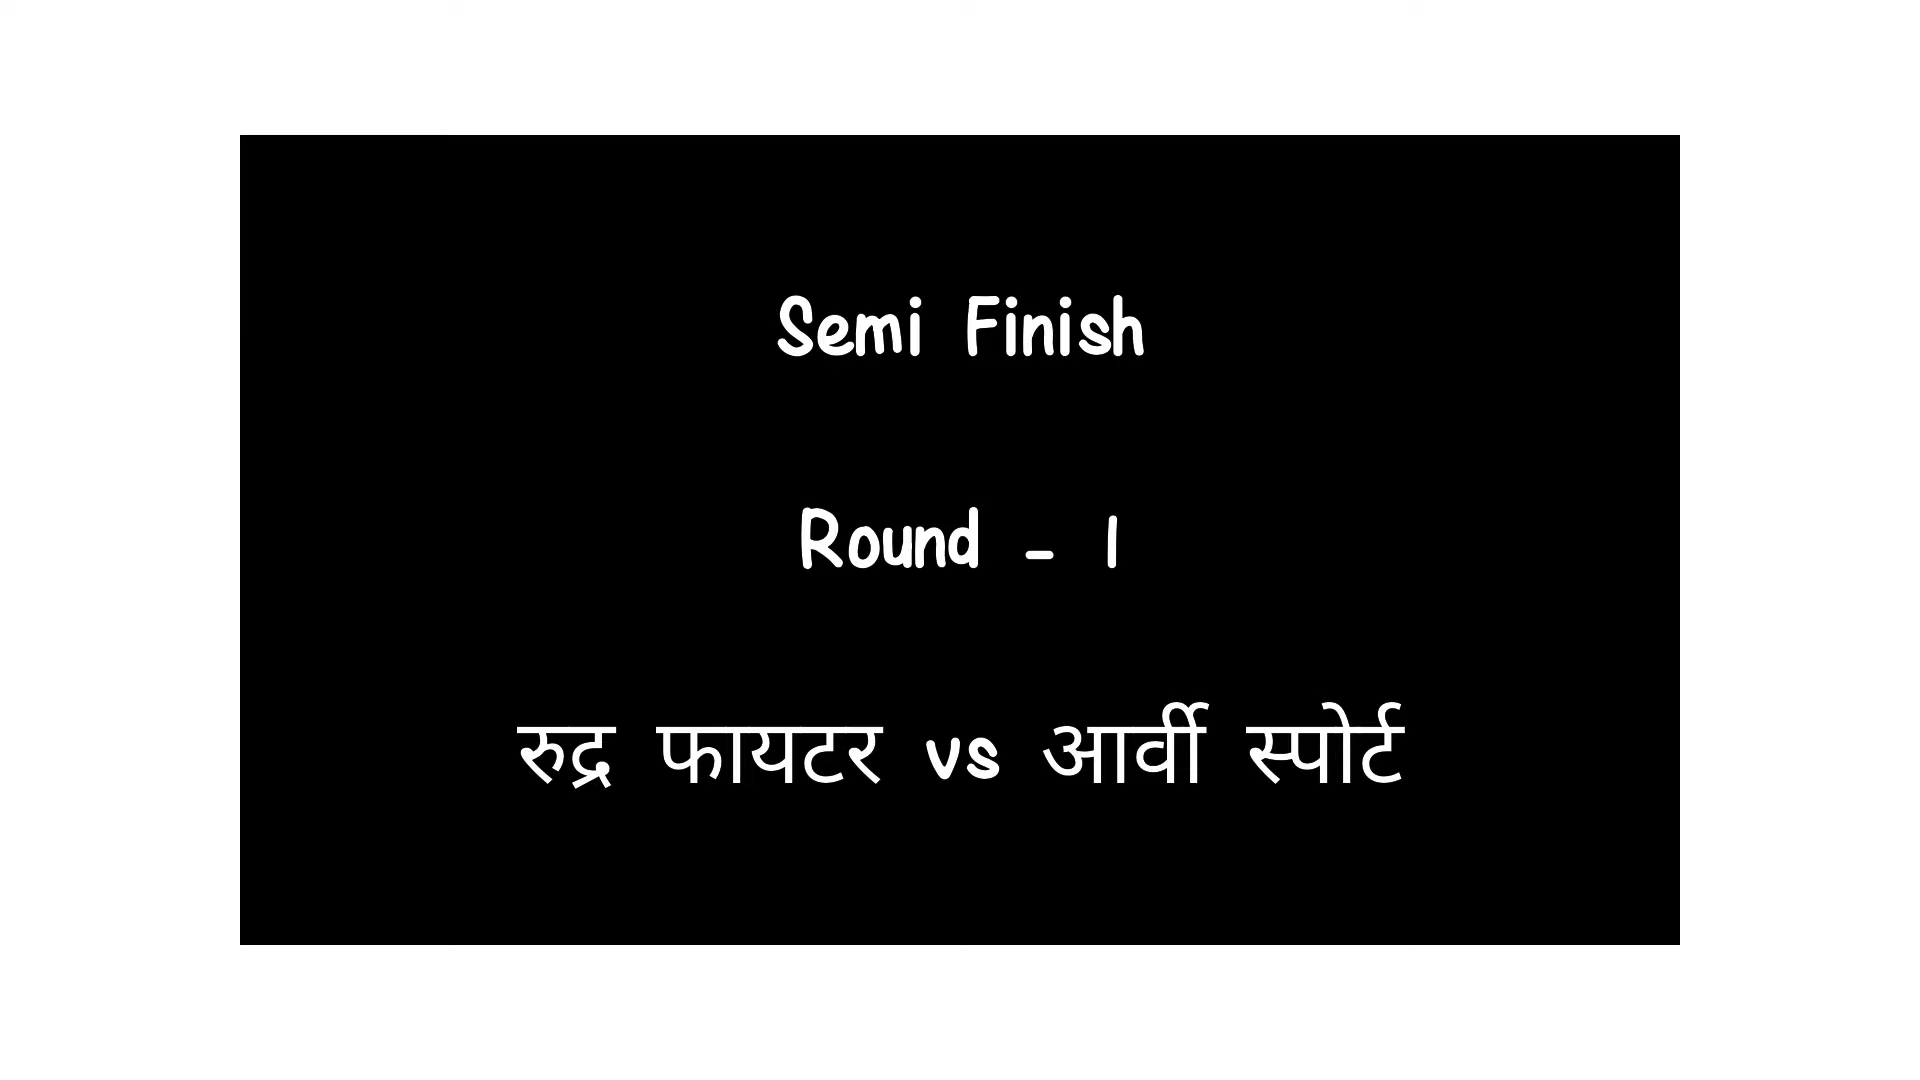 Semi Finish
Round - 1
रुद्र फायटर vs आर्वी स्पोर्ट